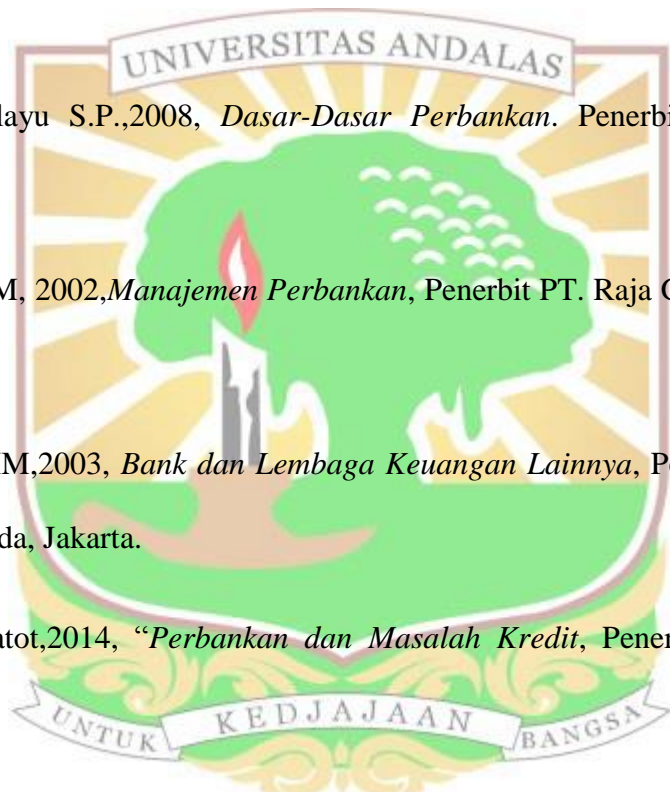 UNIVERSITAS ANDALAS
layu S.P.,2008, Dasar-Dasar Perbankan. Penerbi
M, 2002,Manajemen Perbankan, Penerbit PT. Raja
M,2003, Bank dan Lembaga Keuangan Lainnya,
da, Jakarta.
atot,2014, “Perbankan dan Masalah Kredit, Pener
UNTUK KEDJAJAAN BANGSA